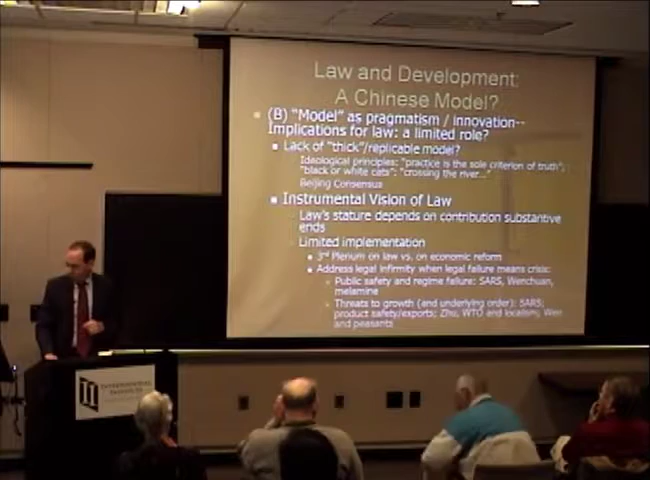 Law and Development:
A Chinese Model?
(B) "Model" as pragmatism / innovation--
Implications for law: a limited role?
Lack of "thick"/replicable model?
Ideological principles: "practice is the sole criterion of truth";
"black or white cats"; "crossing the river..."
Beijing Consensus
Instrumental Vision of Law
Law's stature depends on contribution substantive
ends
Limited implementation
3rd Plenum on law vs. on economic reform
Address legal infirmity when legal failure means crisis:
Public safety and regime failure: SARS, Wenchuan,
melamine
Threats to growth (and underlying order): SARS;
product safety/exports; Zhu, WTO and localism; Wen
and peasants